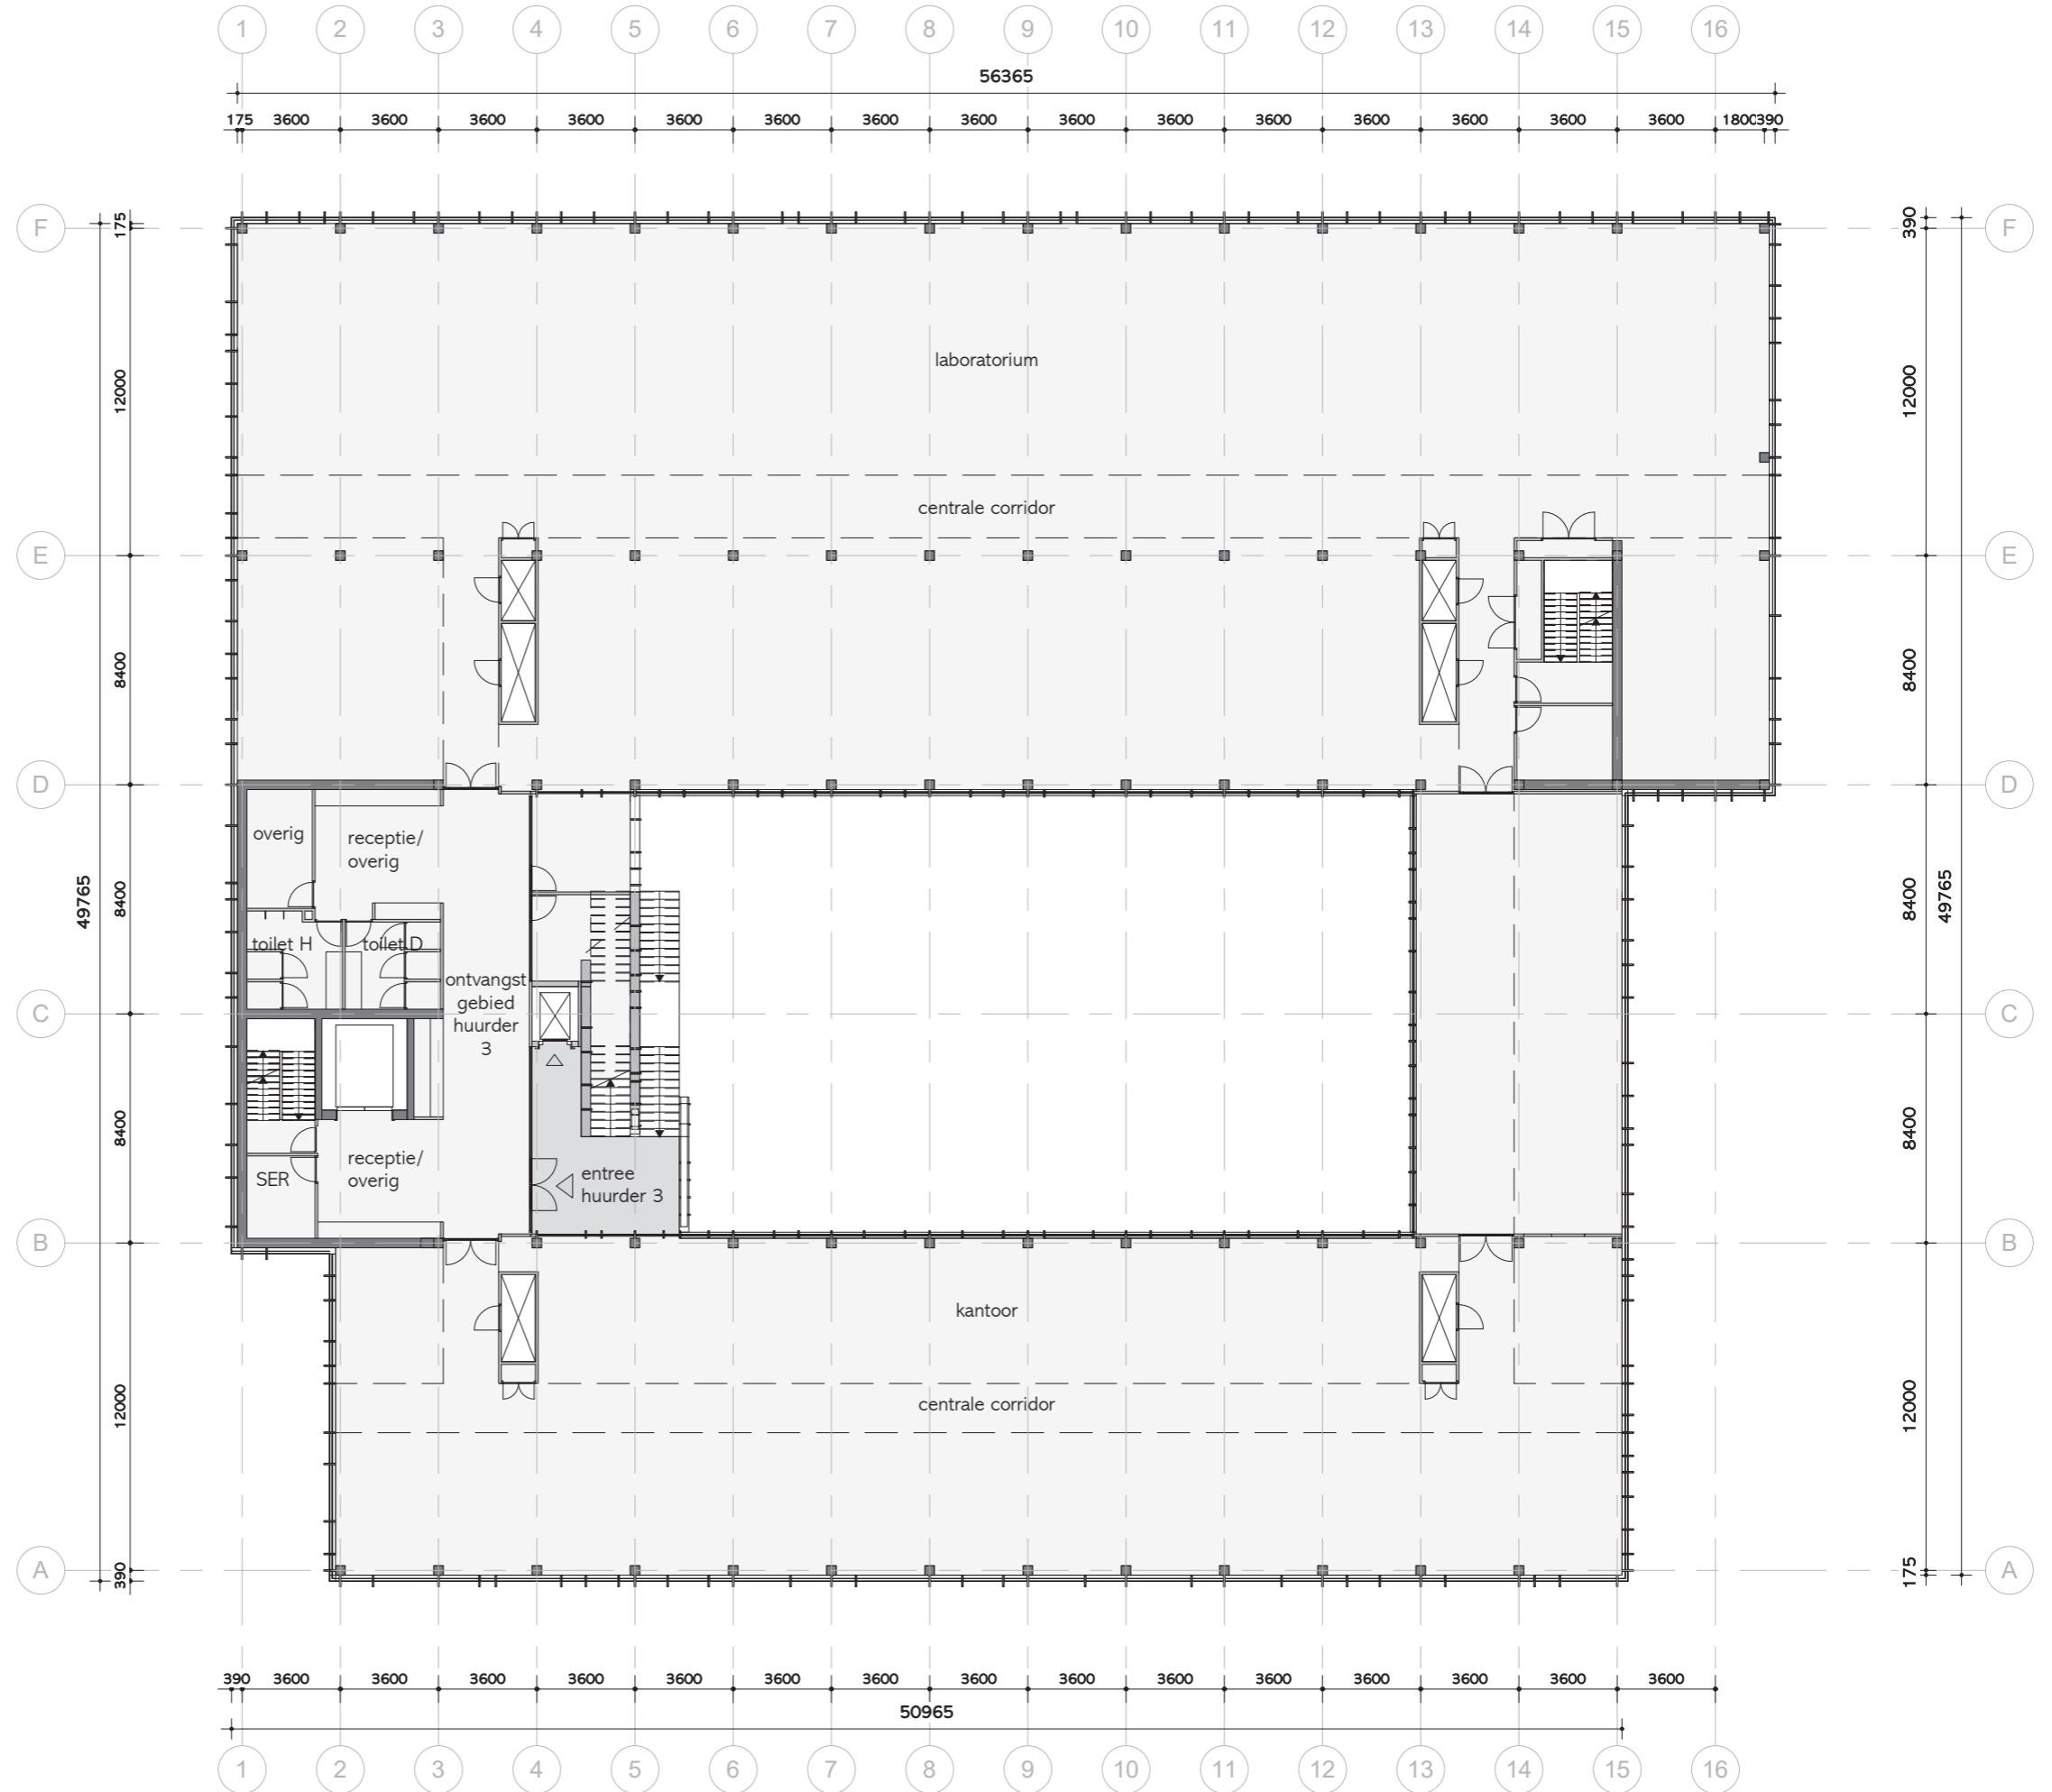 1 2 3 4 5 6 7 8 9 10 11 12 13 14 15 16
56365
175 3600 3600 3600 3600 3600 3600 3600 3600 3600 3600 3600 3600 3600 3600 3600 1800 390
F 175 390 F
laboratorium
12000 12000
centrale corridor
E E
8400 8400
D D
overig
receptie/
overig
49765 8400 8400 49765
toilet H toilet D
ontvangst
gebied
huurder
3
C C
8400 8400
receptie/
overig
SER
entree
huurder 3
B B
kantoor
centrale corridor
12000 12000
A 390 175 A
390 3600 3600 3600 3600 3600 3600 3600 3600 3600 3600 3600 3600 3600 3600 3600
50965
1 2 3 4 5 6 7 8 9 10 11 12 13 14 15 16